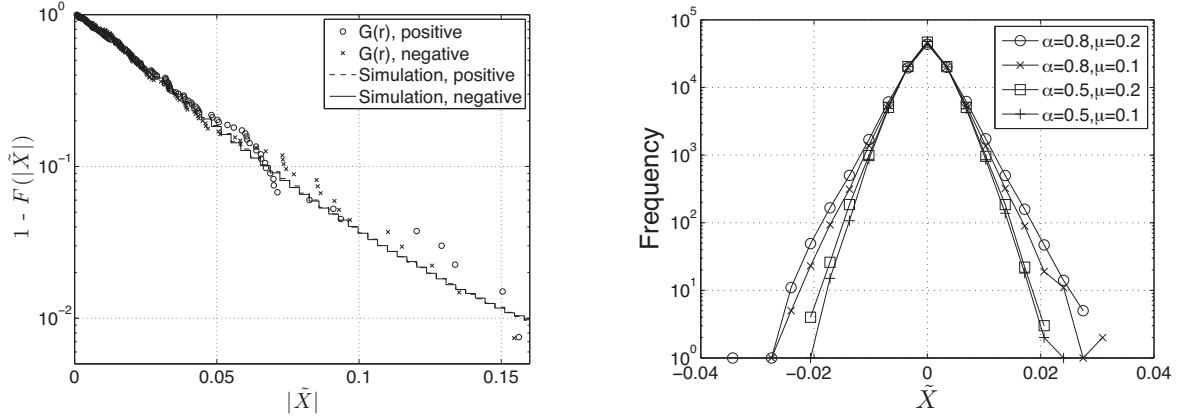 10^0
10^-1
10^-2
1 - F(|X̃|)
0
0.05
0.1
0.15
|X̃|
G(r), positive
G(r), negative
Simulation, positive
Simulation, negative
10^5
10^4
10^3
10^2
10^1
10^0
Frequency
−0.04
−0.02
0
0.02
0.04
X̃
α=0.8,μ=0.2
α=0.8,μ=0.1
α=0.5,μ=0.2
α=0.5,μ=0.1